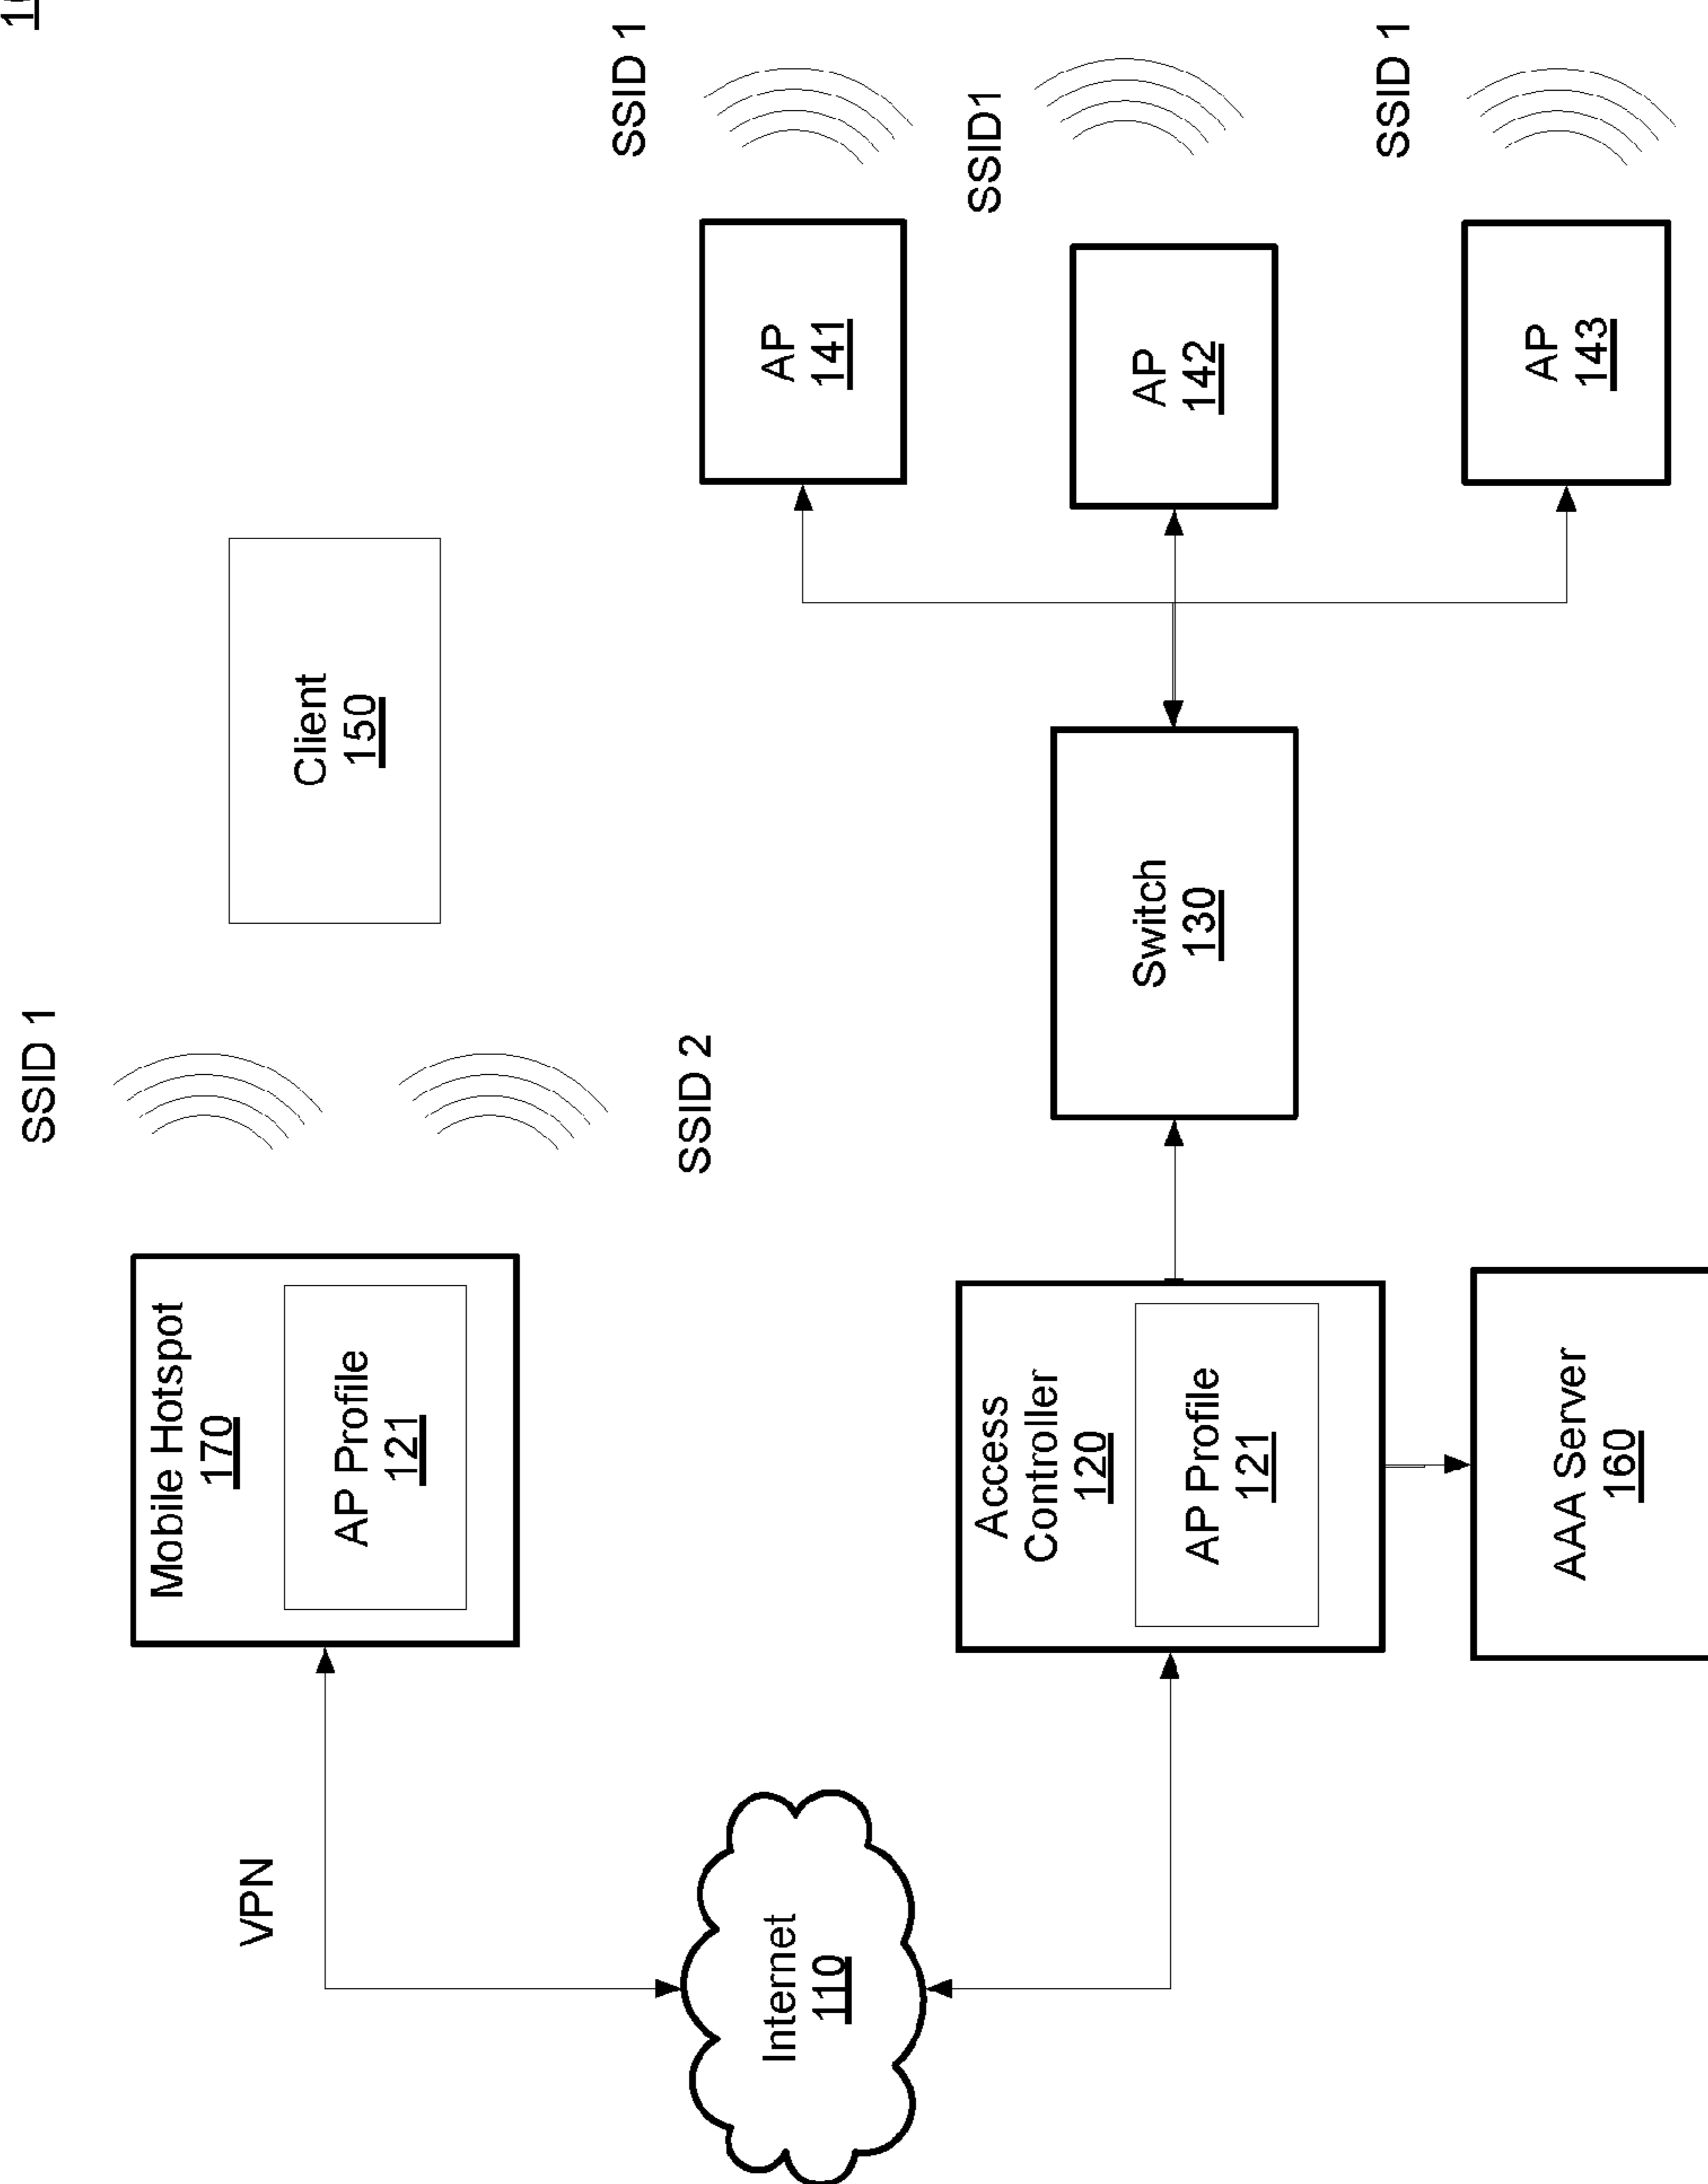 SSID 1
Mobile Hotspot
170
VPN
Client
150
AP Profile
121
SSID 1
SSID 2
Internet
110
AP
141
SSID1
Access
Controller
120
Switch
130
AP
142
AP Profile
121
SSID 1
AAA Server
160
AP
143